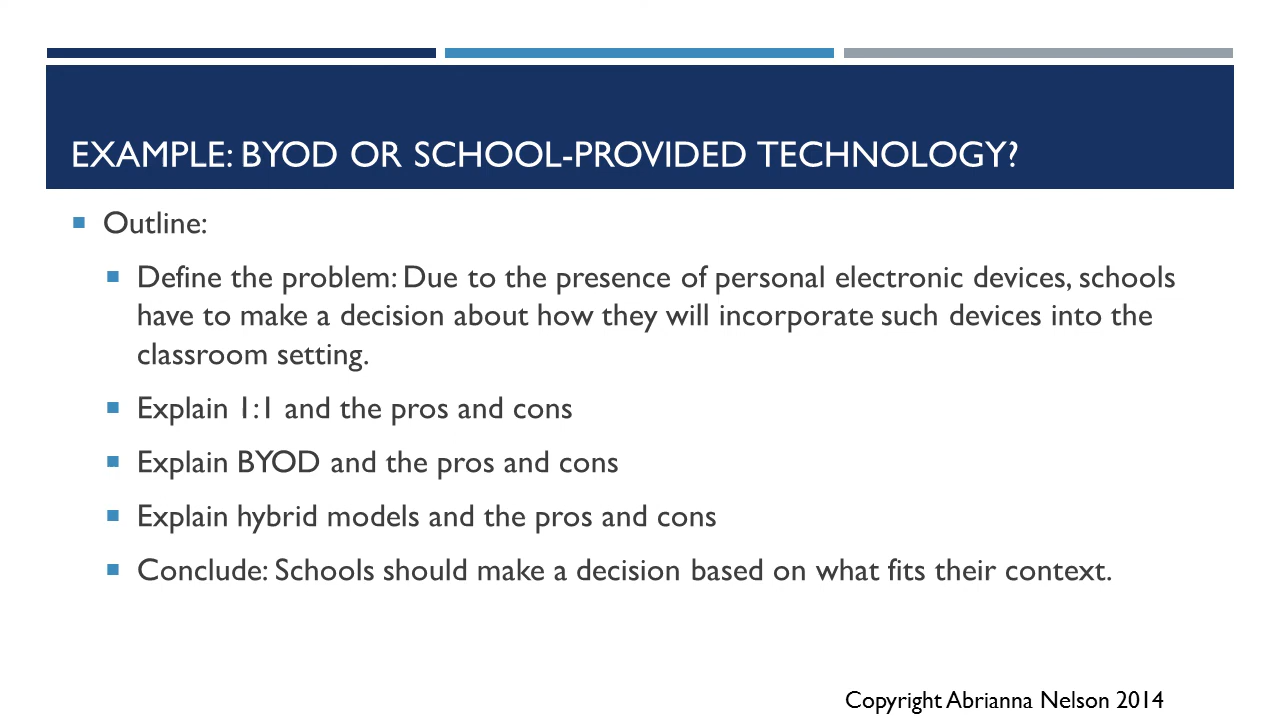 EXAMPLE: BYOD OR SCHOOL-PROVIDED TECHNOLOGY?
Outline:
Define the problem: Due to the presence of personal electronic devices, schools
have to make a decision about how they will incorporate such devices into the
classroom setting.
Explain 1:1 and the pros and cons
Explain BYOD and the pros and cons
Explain hybrid models and the pros and cons
Conclude: Schools should make a decision based on what fits their context.
Copyright Abrianna Nelson 2014